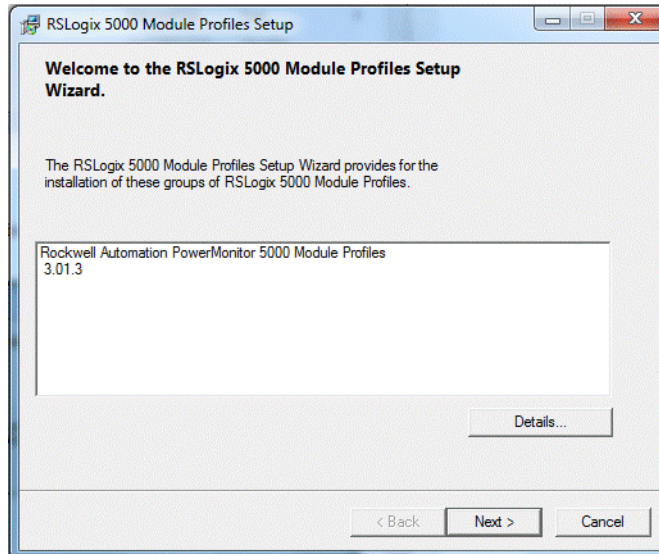 RSLogix 5000 Module Profiles Setup
Welcome to the RSLogix 5000 Module Profiles Setup
Wizard.
The RSLogix 5000 Module Profiles Setup Wizard provides for the
installation of these groups of RSLogix 5000 Module Profiles.
Rockwell Automation PowerMonitor 5000 Module Profiles
3.01.3
Details...
< Back
Next >
Cancel